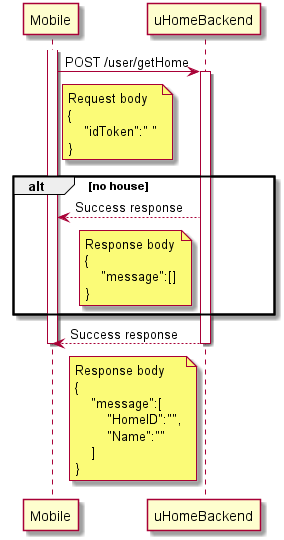 Mobile
uHomeBackend
POST /user/getHome
Request body
{
"idToken":" "
}
alt
[no house]
Success response
Response body
{
"message":[]
}
Success response
Response body
{
"message":[
"HomeID":"",
"Name":""
]
}
Mobile
uHomeBackend